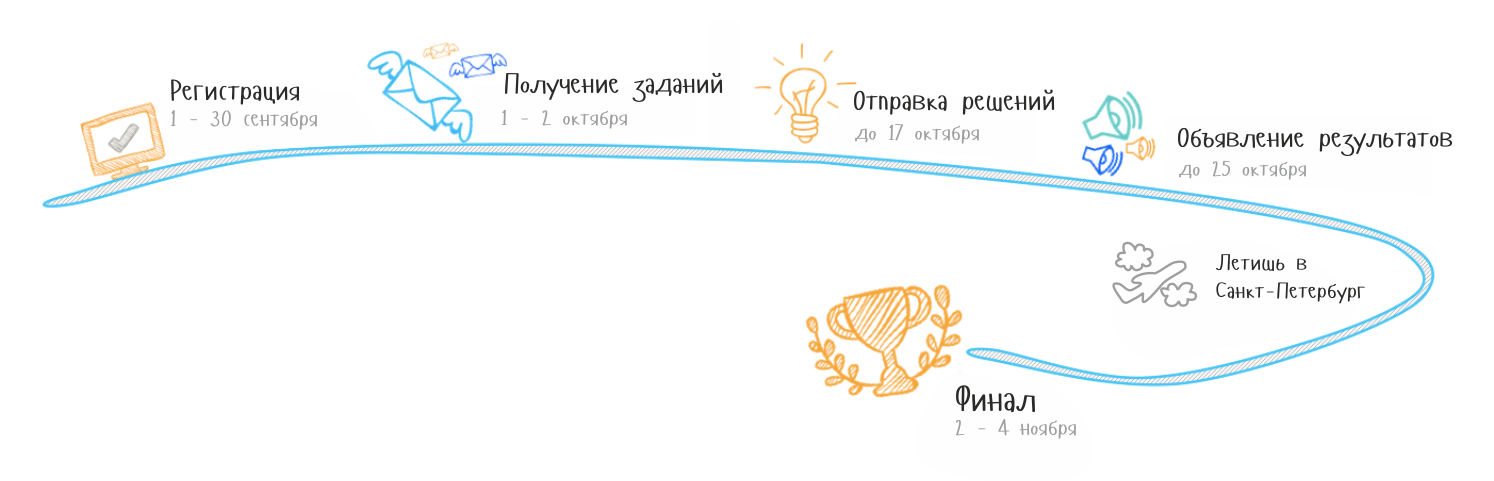 Регистрация
1 - 30 сентября
Получение заданий
1 - 2 октября
Отправка решений
до 17 октября
Объявление результатов
до 25 октября
Летишь в
Санкт-Петербург
Финал
2 - 4 ноября